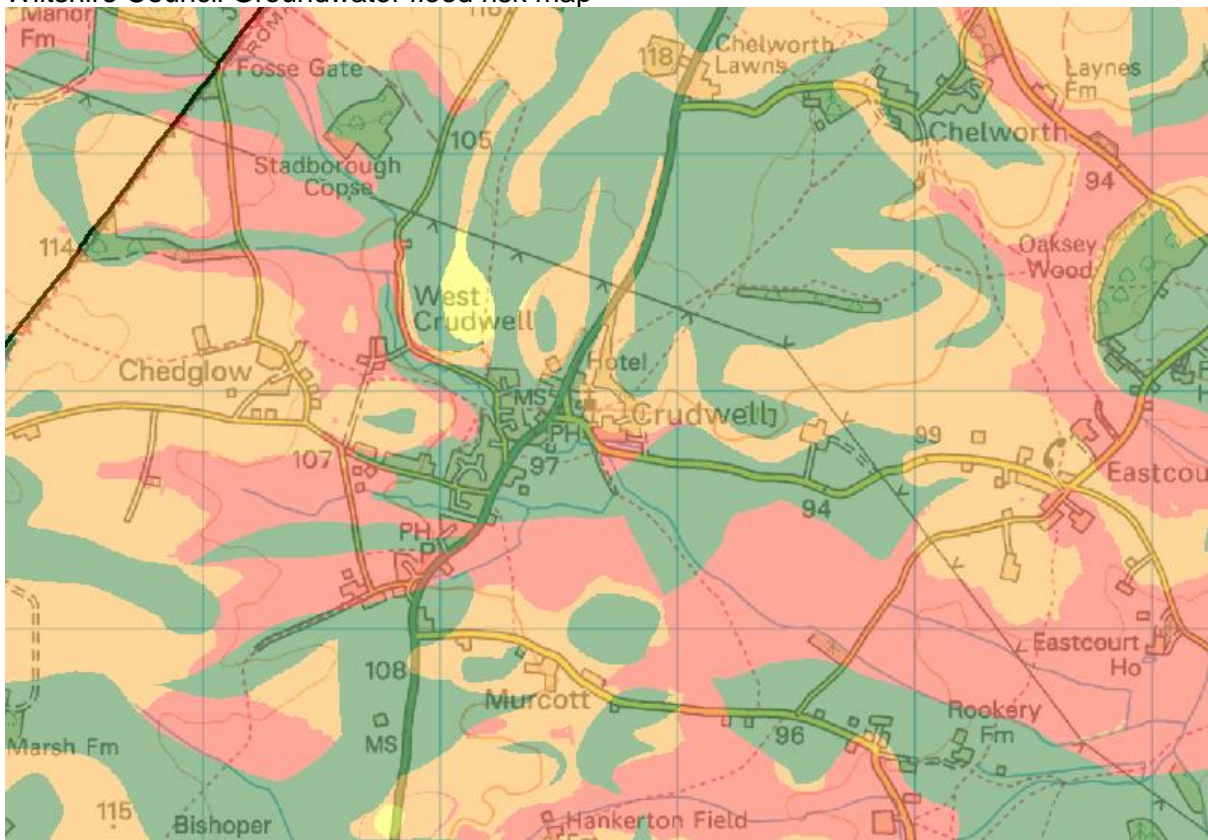 Wiltshire Council Groundwater flood risk map
Manor
Fm
ROM
Fosse Gate
118
Chelworth
Lawns
Laynes
Fm
105
Chelworth
Stadborough
Copse
94
114
Oaksey
Wood
West
Crudwell
Chedglow
Hotel
MS
Crudwell
PH
107
97
99
Eastcou
94
PH
Eastcourt
Ho
108
Murcott
Rookery
Fm
Marsh Fm
MS
96
115
Bishoper
Hankerton Field